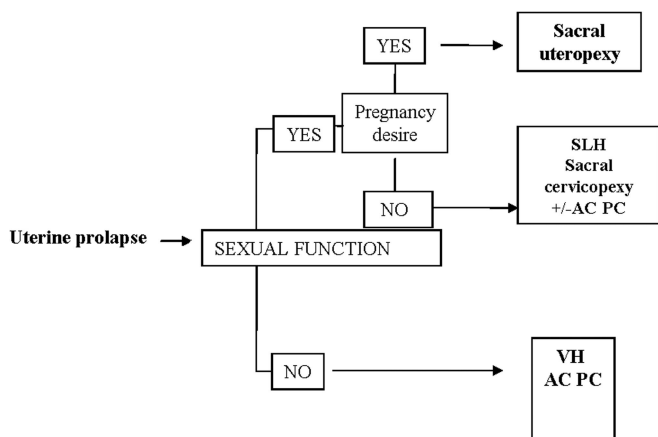 YES
Sacral
uteropexy
Pregnancy
desire
YES
SLH
Sacral
cervicopexy
+/-AC PC
NO
Uterine prolapse
SEXUAL FUNCTION
NO
VH
AC PC